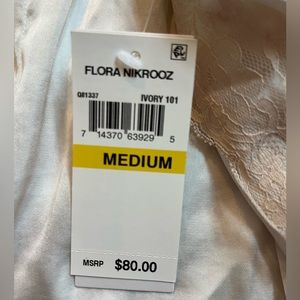 FLORA NIKROOZ
Q81337
IVORY 101
7 14370 63929 5
MEDIUM
MSRP $80.00